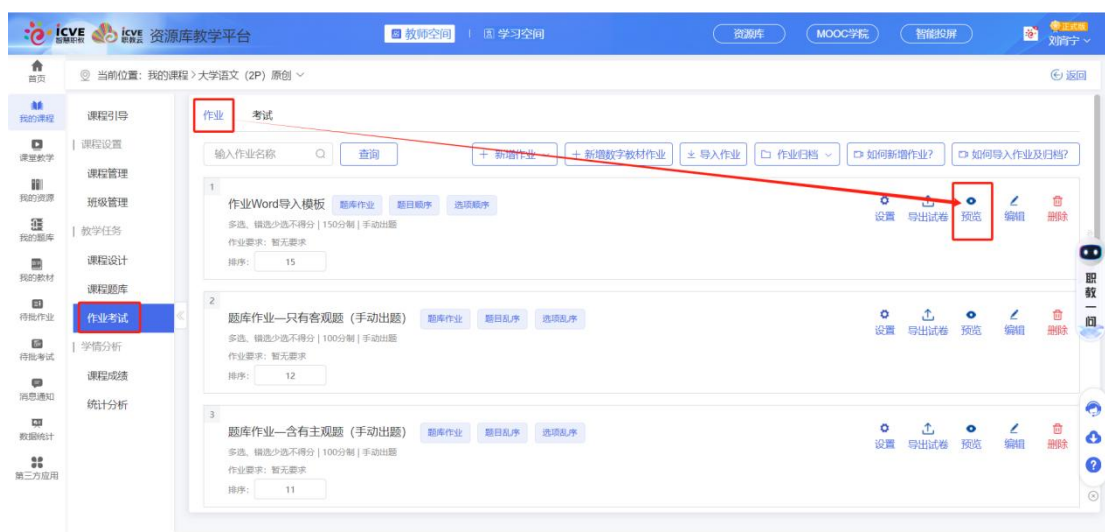 icve 智慧职教 icve 职教云 资源库教学平台 教师空间 学习空间 资源库 MOOC学院 智能投屏 正式版
刘宵宁
首页 当前位置：我的课程>大学语文（2P）原创 返回
我的课程
课堂教学
我的资源
我的题库
我的教材
待批作业
待批考试
消息通知
数据统计
第三方应用
课程引导
课程设置
课程管理
班级管理
教学任务
课程设计
课程题库
作业考试
学情分析
课程成绩
统计分析
作业 考试
输入作业名称 查询 + 新增作业 + 新增数字教材作业 导入作业 作业归档 如何新增作业? 如何导入作业及归档?
1
作业Word导入模板 题库作业 题目顺序 选项顺序
多选、错选少选不得分 | 150分制 | 手动出题
作业要求：暂无要求
排序： 15
设置 导出试卷 预览 编辑 删除
2
题库作业—只有客观题（手动出题） 题库作业 题目乱序 选项乱序
多选、错选少选不得分 | 100分制 | 手动出题
作业要求：暂无要求
排序： 12
设置 导出试卷 预览 编辑 删除
3
题库作业—含有主观题（手动出题） 题库作业 题目乱序 选项乱序
多选、错选少选不得分 | 100分制 | 手动出题
作业要求：暂无要求
排序： 11
设置 导出试卷 预览 编辑 删除
职教一问